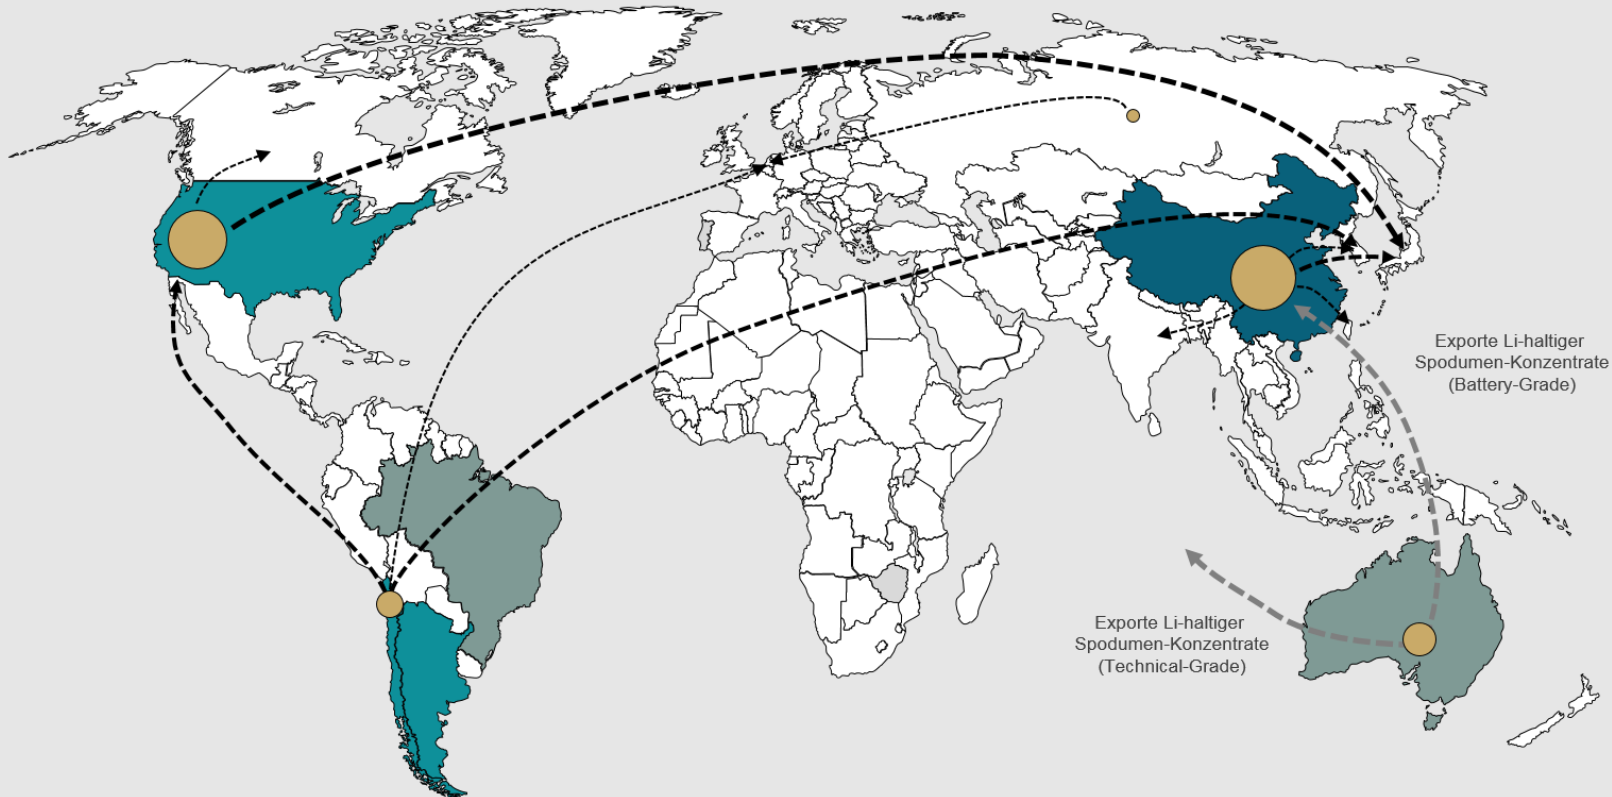 Exporte Li-haltiger
Spodumen-Konzentrate
(Battery-Grade)
Exporte Li-haltiger
Spodumen-Konzentrate
(Technical-Grade)